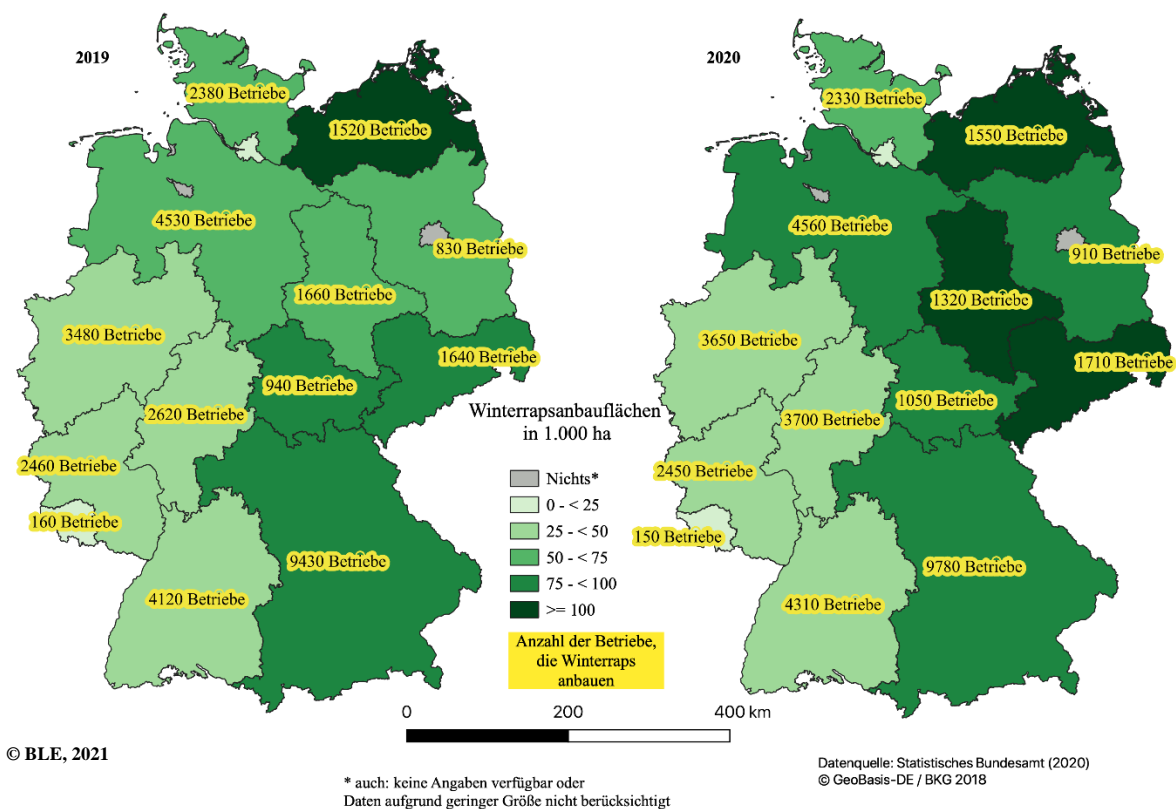 2019
2380 Betriebe
1520 Betriebe
4530 Betriebe
830 Betriebe
1660 Betriebe
3480 Betriebe
1640 Betriebe
940 Betriebe
2620 Betriebe
2460 Betriebe
160 Betriebe
9430 Betriebe
4120 Betriebe
2020
2330 Betriebe
1550 Betriebe
4560 Betriebe
910 Betriebe
1320 Betriebe
3650 Betriebe
1710 Betriebe
1050 Betriebe
3700 Betriebe
2450 Betriebe
150 Betriebe
9780 Betriebe
4310 Betriebe
Winterrapsanbauflächen
in 1.000 ha
Nichts*
0 - < 25
25 - < 50
50 - < 75
75 - < 100
>= 100
Anzahl der Betriebe,
die Winterraps
anbauen
0 200 400 km
© BLE, 2021
* auch: keine Angaben verfügbar oder
Daten aufgrund geringer Größe nicht berücksichtigt
Datenquelle: Statistisches Bundesamt (2020)
© GeoBasis-DE / BKG 2018